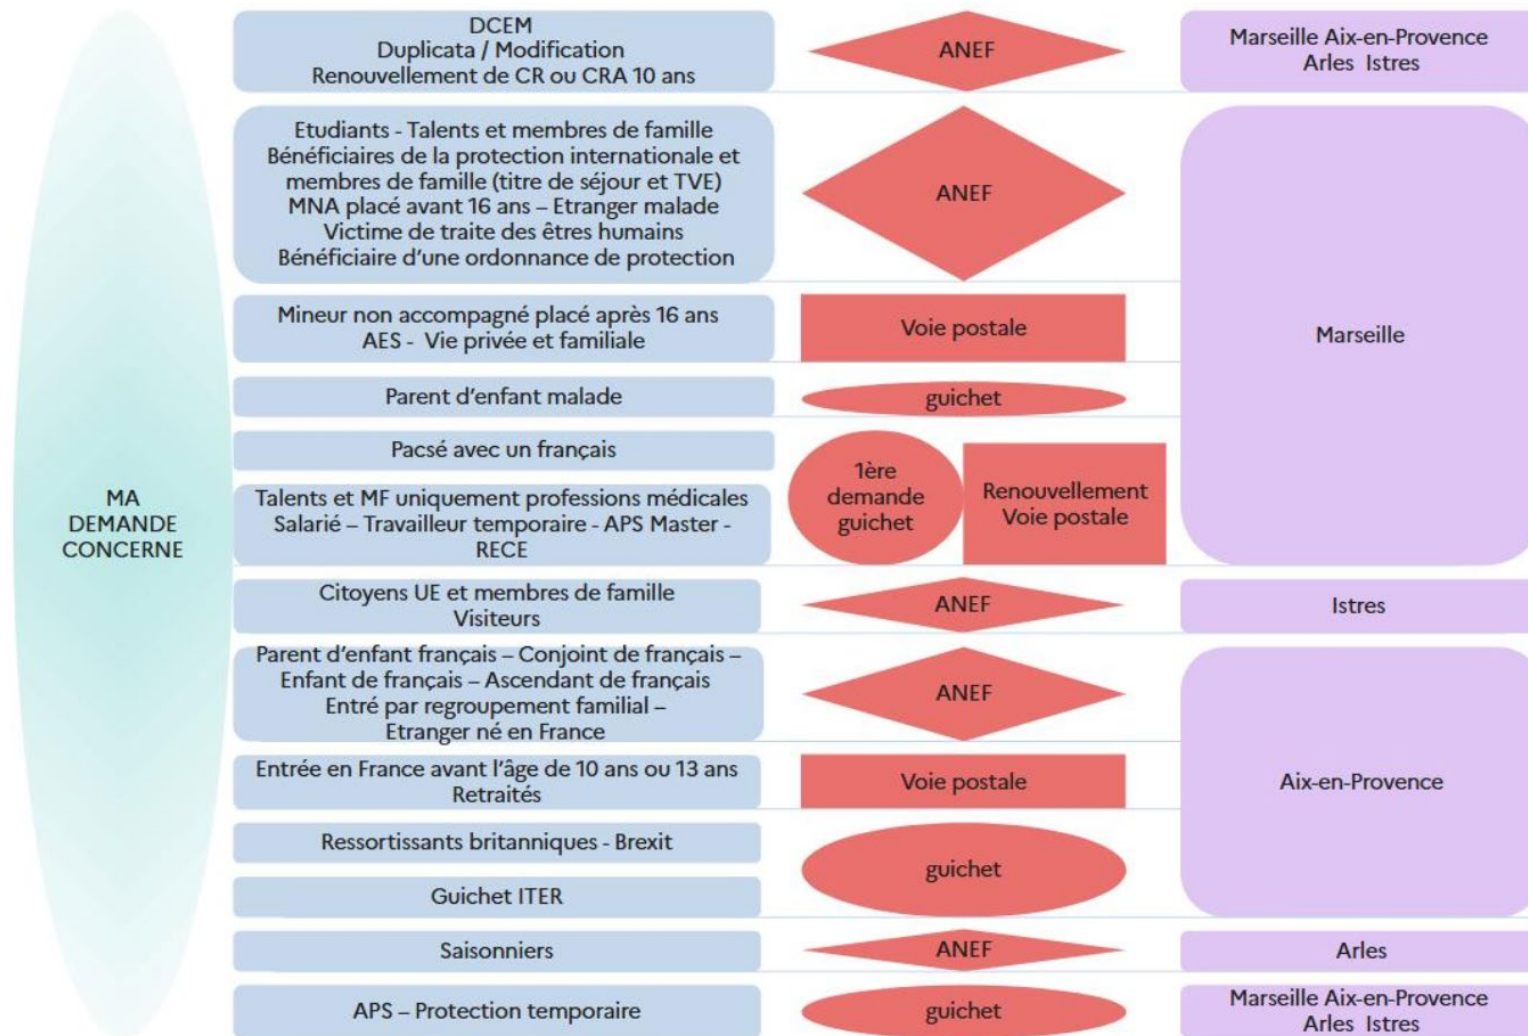 MA
DEMANDE
CONCERNE
DCEM
Duplicata / Modification
Renouvellement de CR ou CRA 10 ans
ANEF
Marseille Aix-en-Provence
Arles Istres
Etudiants - Talents et membres de famille
Bénéficiaires de la protection internationale et
membres de famille (titre de séjour et TVE)
MNA placé avant 16 ans – Etranger malade
Victime de traite des êtres humains
Bénéficiaire d'une ordonnance de protection
ANEF
Mineur non accompagné placé après 16 ans
AES - Vie privée et familiale
Voie postale
Marseille
Parent d'enfant malade
guichet
Pacsé avec un français
Talents et MF uniquement professions médicales
Salarié – Travailleur temporaire - APS Master -
RECE
1ère
demande
guichet
Renouvellement
Voie postale
Citoyens UE et membres de famille
Visiteurs
ANEF
Istres
Parent d'enfant français – Conjoint de français –
Enfant de français – Ascendant de français
Entré par regroupement familial –
Etranger né en France
ANEF
Entrée en France avant l'âge de 10 ans ou 13 ans
Retraités
Voie postale
Aix-en-Provence
Ressortissants britanniques - Brexit
Guichet ITER
guichet
Saisonniers
ANEF
Arles
APS – Protection temporaire
guichet
Marseille Aix-en-Provence
Arles Istres